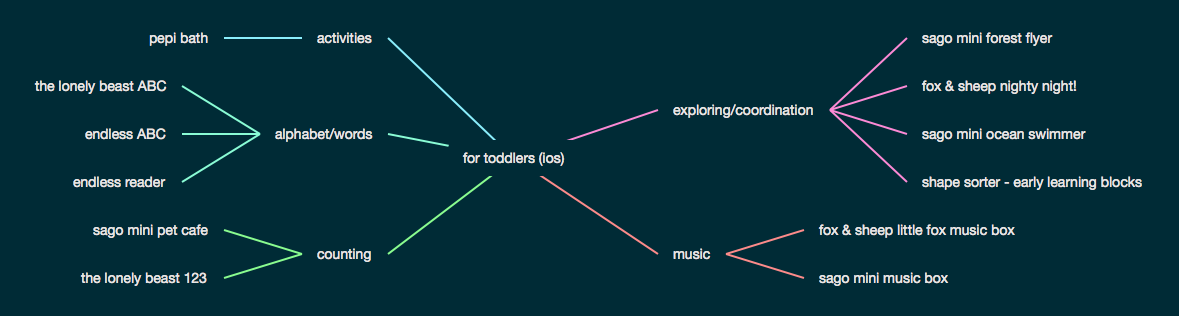 pepi bath
activities
the lonely beast ABC
endless ABC
endless reader
alphabet/words
sago mini pet cafe
the lonely beast 123
counting
for toddlers (ios)
exploring/coordination
sago mini forest flyer
fox & sheep nighty night!
sago mini ocean swimmer
shape sorter - early learning blocks
music
fox & sheep little fox music box
sago mini music box